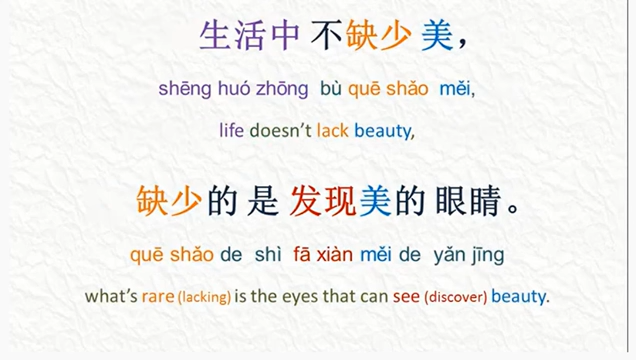 生活中 不缺少 美，
shēng huó zhōng bù quē shǎo měi,
life doesn’t lack beauty,
缺少的 是 发现美的 眼睛。
quē shǎo de shì fā xiàn měi de yǎn jīng
what’s rare (lacking) is the eyes that can see (discover) beauty.